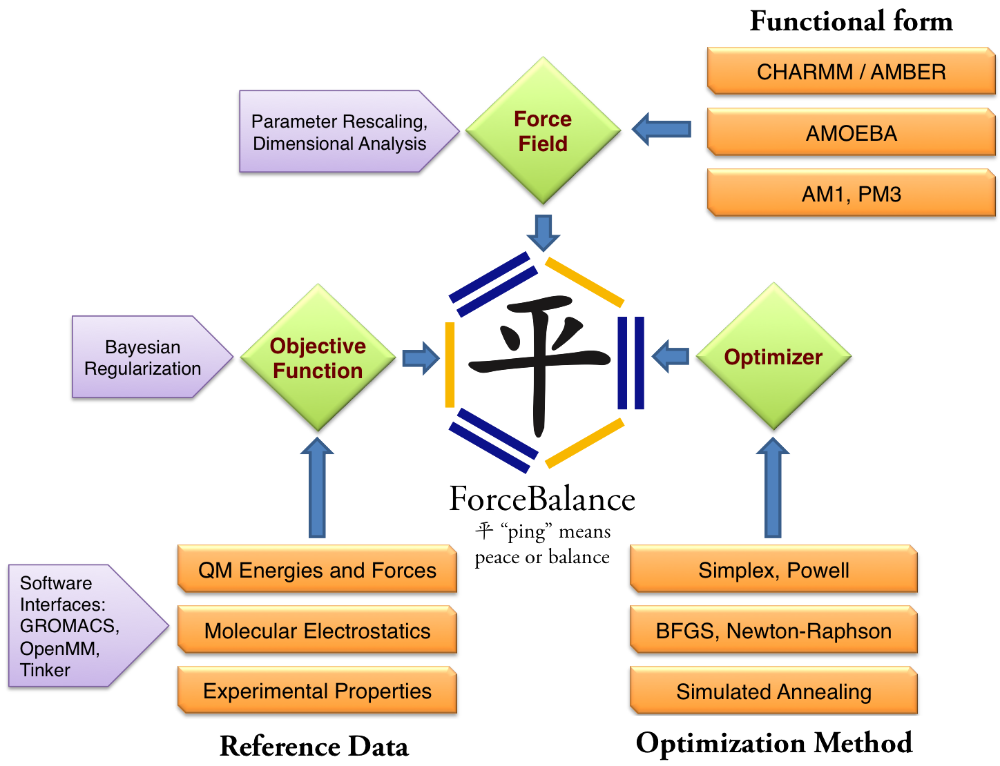 Functional form
CHARMM / AMBER
AMOEBA
AM1, PM3
Parameter Rescaling,
Dimensional Analysis
Force
Field
Bayesian
Regularization
Objective
Function
平
Optimizer
ForceBalance
平 “ping” means
peace or balance
Software
Interfaces:
GROMACS,
OpenMM,
Tinker
QM Energies and Forces
Molecular Electrostatics
Experimental Properties
Reference Data
Simplex, Powell
BFGS, Newton-Raphson
Simulated Annealing
Optimization Method